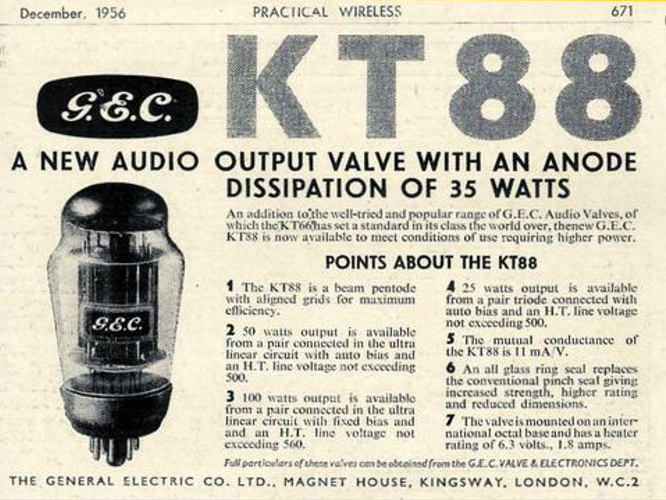 December, 1956 PRACTICAL WIRELESS 671
G.E.C. KT88
A NEW AUDIO OUTPUT VALVE WITH AN ANODE
DISSIPATION OF 35 WATTS
An addition to the well-tried and popular range of G.E.C. Audio Valves, of
which the KT66 has set a standard in its class the world over, thenew G.E.C.
KT88 is now available to meet conditions of use requiring higher power.
POINTS ABOUT THE KT88
1 The KT88 is a beam pentode
with aligned grids for maximum
efficiency.
2 50 watts output is available
from a pair connected in the ultra
linear circuit with auto bias and
an H.T. line voltage not exceeding
500.
3 100 watts output is available
from a pair connected in the ultra
linear circuit with fixed bias and
and an H.T. line voltage not
exceeding 560.
4 25 watts output is available
from a pair triode connected with
auto bias and an H.T. line voltage
not exceeding 500.
5 The mutual conductance of
the KT88 is 11 mA/V.
6 An all glass ring seal replaces
the conventional pinch seal giving
increased strength, higher rating
and reduced dimensions.
7 The valve is mounted on an inter-
national octal base and has a heater
rating of 6.3 volts., 1.8 amps.
G.E.C.
Full particulars of these valves can be obtained from the G.E.C. VALVE & ELECTRONICS DEPT.
THE GENERAL ELECTRIC CO. LTD., MAGNET HOUSE, KINGSWAY, LONDON, W.C.2